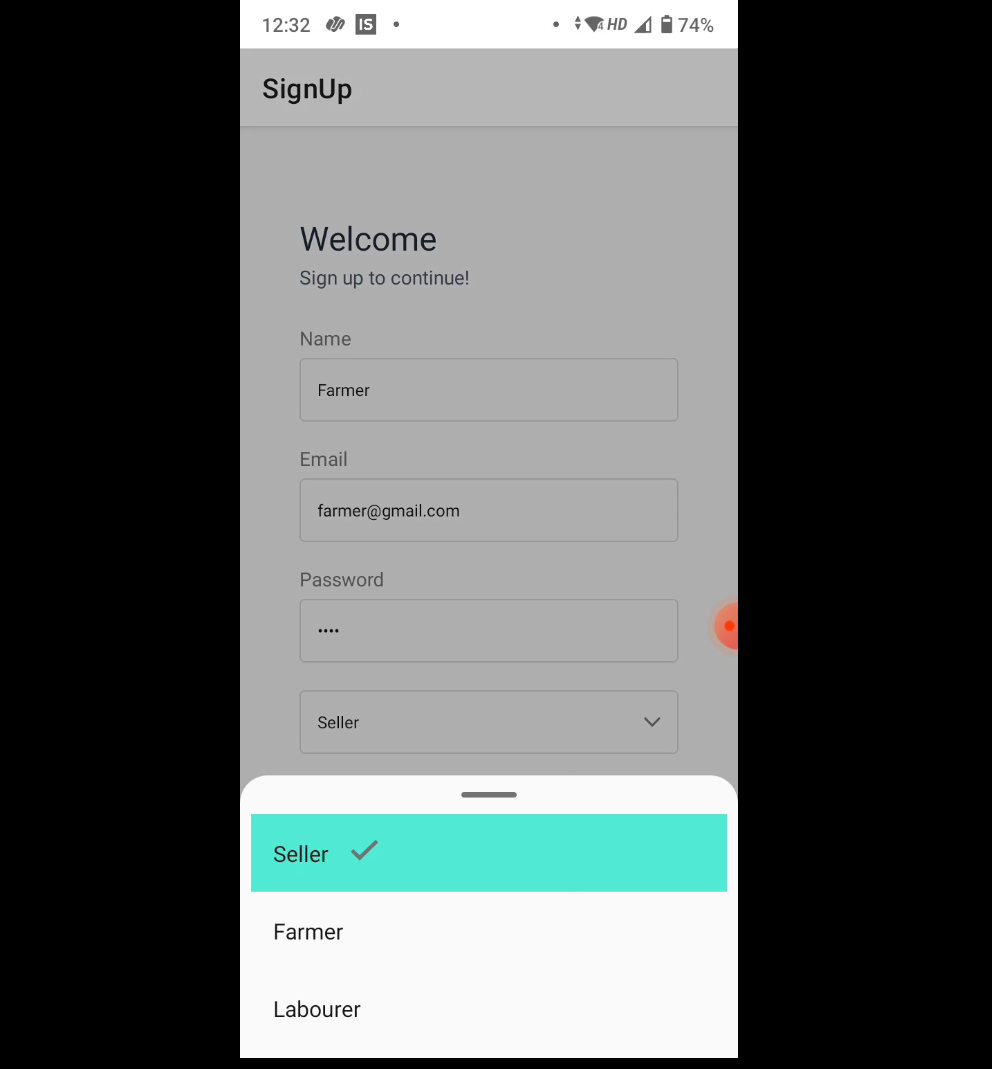 12:32 IS HD 74%
SignUp
Welcome
Sign up to continue!
Name
Farmer
Email
farmer@gmail.com
Password
••••
Seller
Seller
Farmer
Labourer